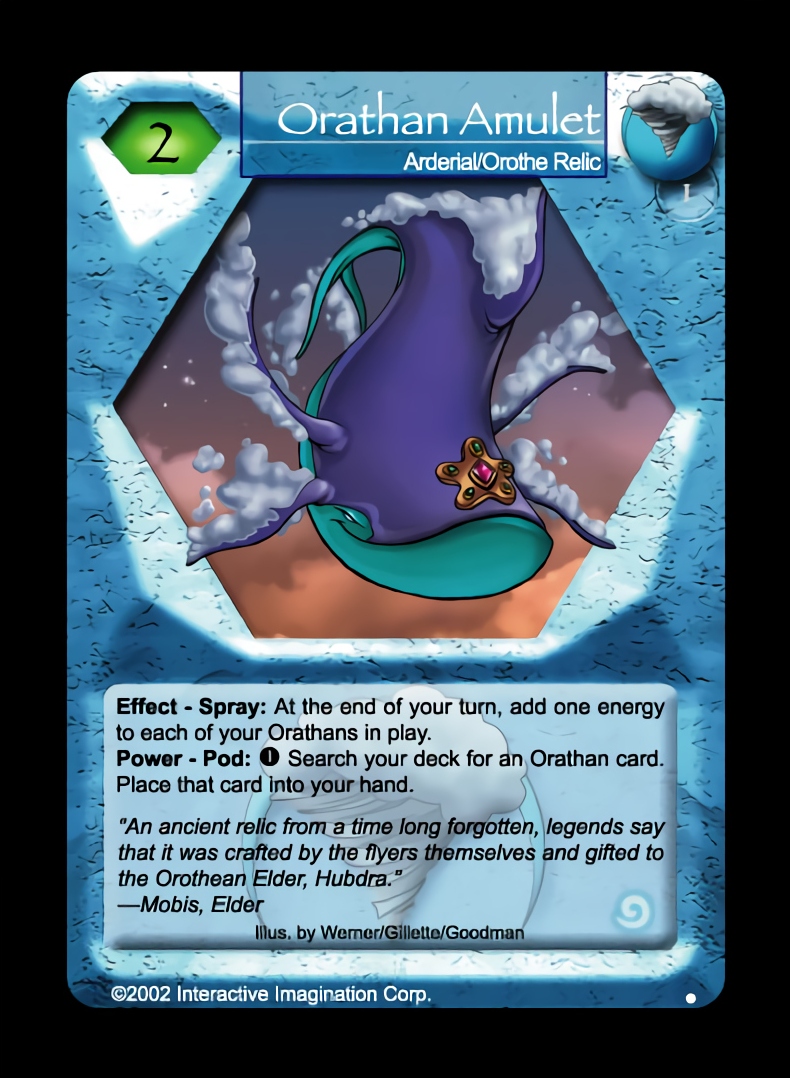 2
Orathan Amulet
Arderial/Orothe Relic
1
Effect - Spray: At the end of your turn, add one energy
to each of your Orathans in play.
Power - Pod: 1 Search your deck for an Orathan card.
Place that card into your hand.
"An ancient relic from a time long forgotten, legends say
that it was crafted by the flyers themselves and gifted to
the Orothean Elder, Hubdra."
—Mobis, Elder
Illus. by Werner/Gillette/Goodman
©2002 Interactive Imagination Corp.